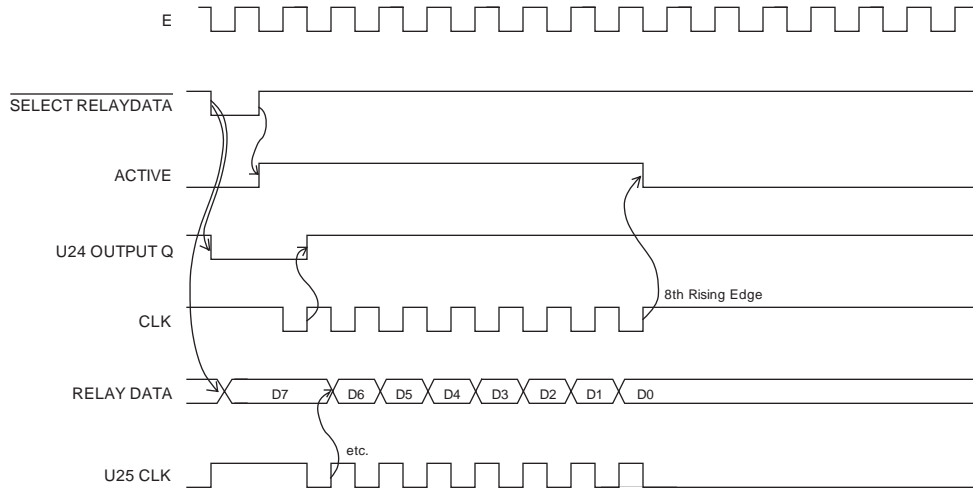 E
SELECT RELAYDATA
ACTIVE
U24 OUTPUT Q
8th Rising Edge
CLK
RELAY DATA
D7 D6 D5 D4 D3 D2 D1 D0
etc.
U25 CLK